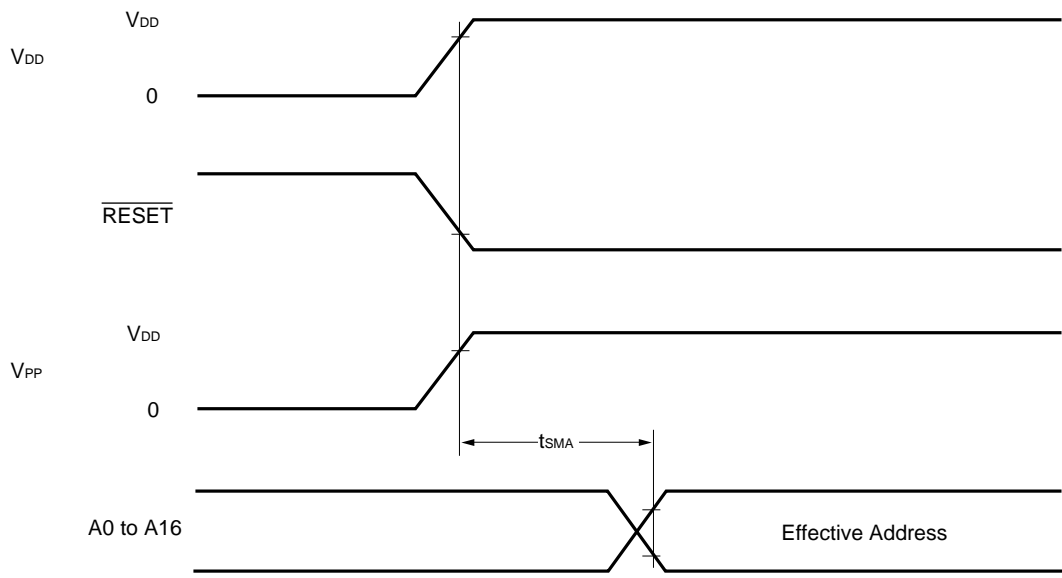 VDD
VDD
0
RESET
VDD
VPP
0
tSMA
A0 to A16
Effective Address